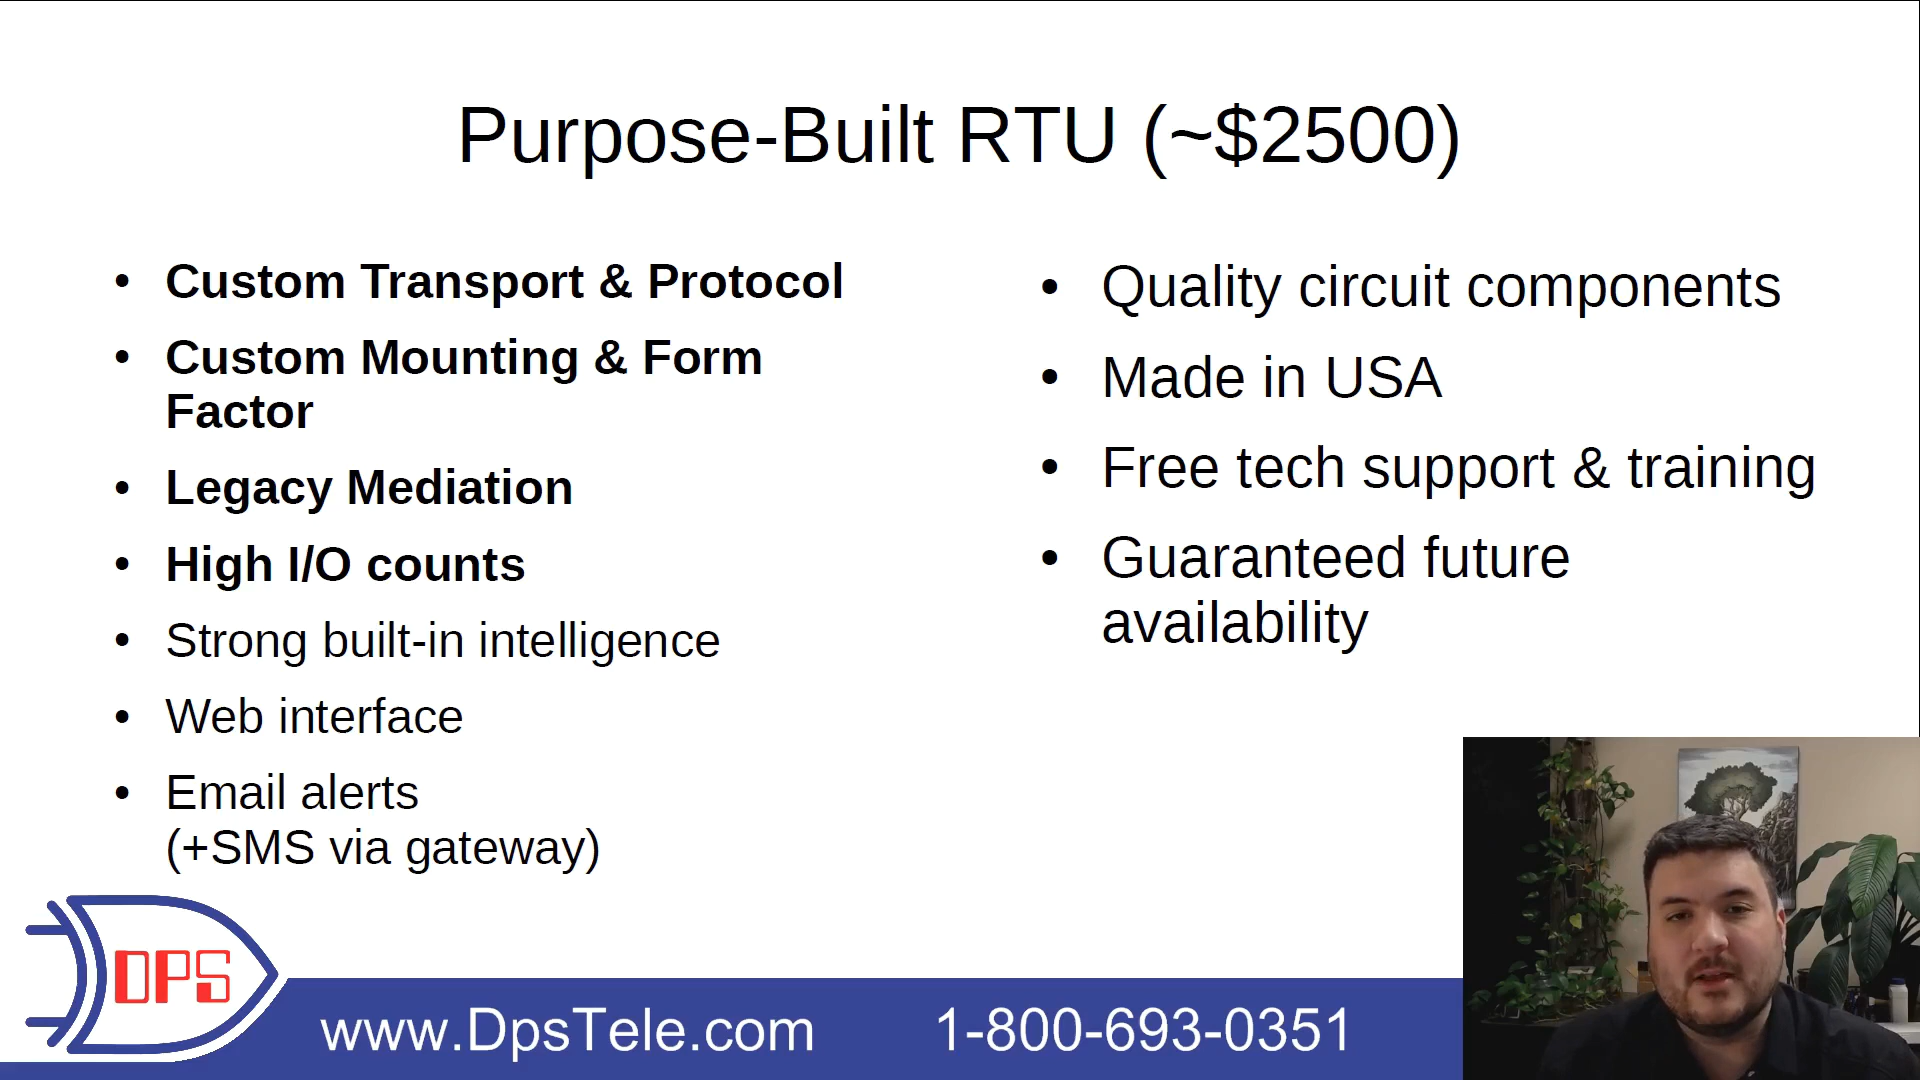 Purpose-Built RTU (~$2500)
• Custom Transport & Protocol
• Custom Mounting & Form
Factor
• Legacy Mediation
• High I/O counts
• Strong built-in intelligence
• Web interface
• Email alerts
(+SMS via gateway)
• Quality circuit components
• Made in USA
• Free tech support & training
• Guaranteed future
availability
DPS
www.DpsTele.com
1-800-693-0351